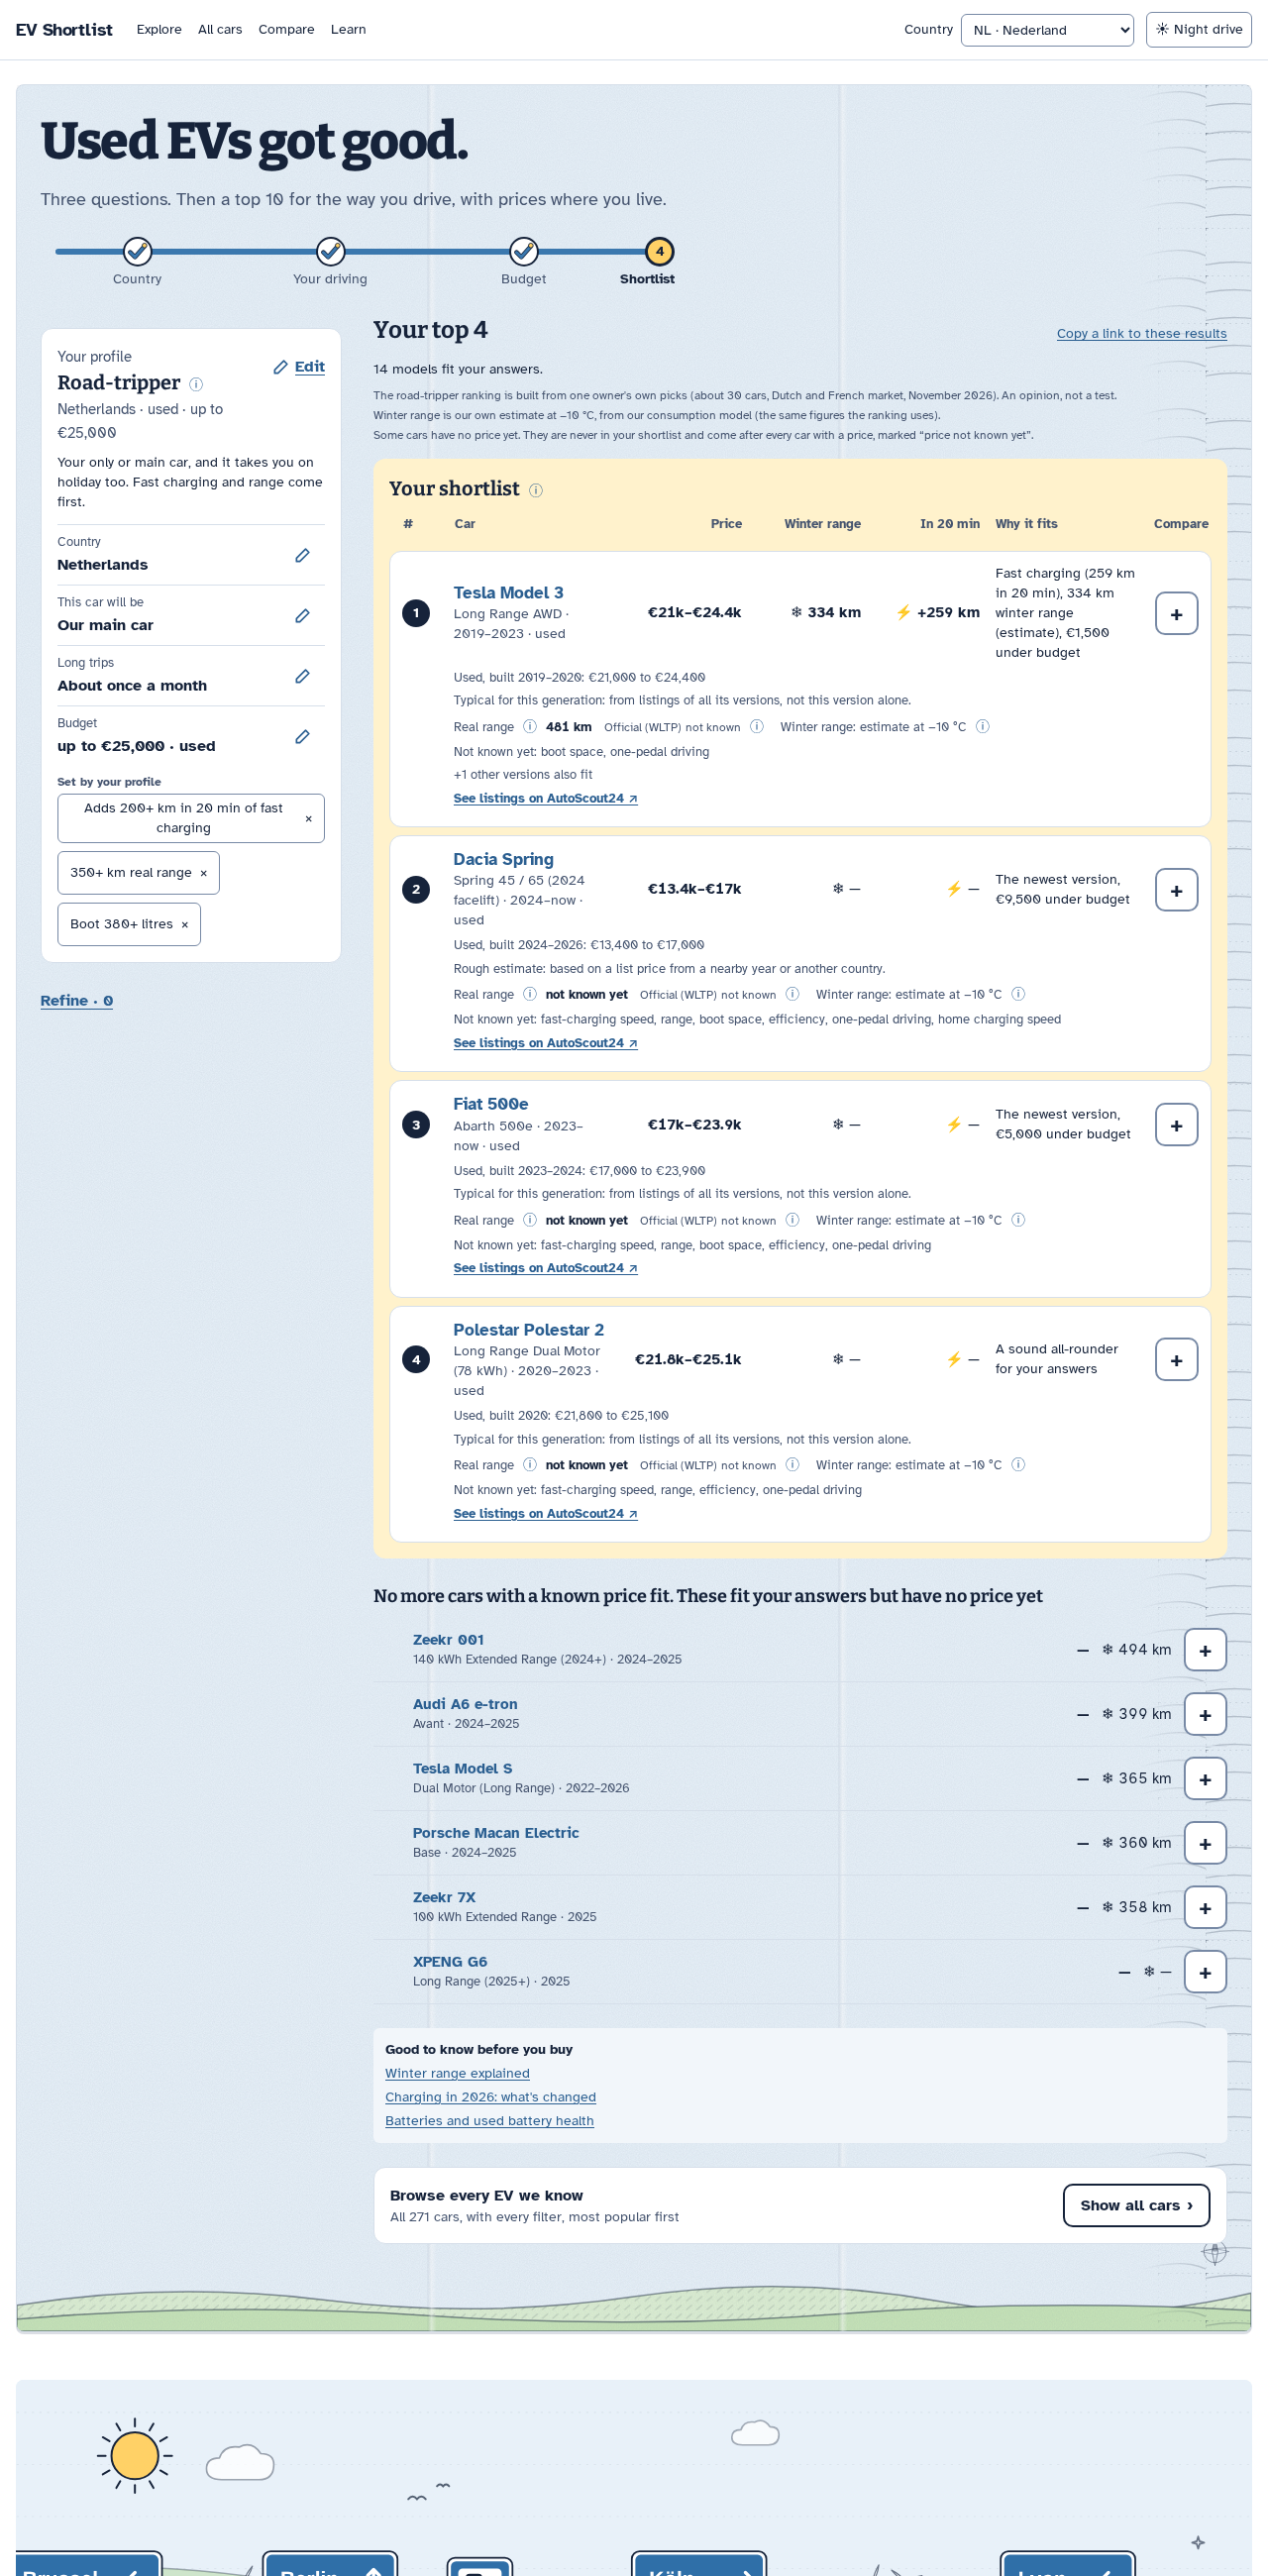 EV Shortlist
Explore
All cars
Compare
Learn
Country
NL · Nederland
☀ Night drive
Used EVs got good.
Three questions. Then a top 10 for the way you drive, with prices where you live.
4
Country
Your driving
Budget
Shortlist
Your profile
Road-tripper ⓘ
Edit
Netherlands · used · up to
€25,000
Your only or main car, and it takes you on
holiday too. Fast charging and range come
first.
Country
Netherlands
This car will be
Our main car
Long trips
About once a month
Budget
up to €25,000 · used
Set by your profile
Adds 200+ km in 20 min of fast
charging ×
350+ km real range ×
Boot 380+ litres ×
Refine · 0
Your top 4
Copy a link to these results
14 models fit your answers.
The road-tripper ranking is built from one owner's own picks (about 30 cars, Dutch and French market, November 2026). An opinion, not a test.
Winter range is our own estimate at −10 °C, from our consumption model (the same figures the ranking uses).
Some cars have no price yet. They are never in your shortlist and come after every car with a price, marked “price not known yet”.
Your shortlist ⓘ
# Car Price Winter range In 20 min Why it fits Compare
1
Tesla Model 3
Long Range AWD ·
2019–2023 · used
€21k–€24.4k
❄ 334 km
⚡ +259 km
Fast charging (259 km
in 20 min), 334 km
winter range
(estimate), €1,500
under budget
+
Used, built 2019–2020: €21,000 to €24,400
Typical for this generation: from listings of all its versions, not this version alone.
Real range ⓘ 481 km Official (WLTP) not known ⓘ Winter range: estimate at −10 °C ⓘ
Not known yet: boot space, one-pedal driving
+1 other versions also fit
See listings on AutoScout24 ↗
2
Dacia Spring
Spring 45 / 65 (2024
facelift) · 2024–now ·
used
€13.4k–€17k
❄ —
⚡ —
The newest version,
€9,500 under budget
+
Used, built 2024–2026: €13,400 to €17,000
Rough estimate: based on a list price from a nearby year or another country.
Real range ⓘ not known yet Official (WLTP) not known ⓘ Winter range: estimate at −10 °C ⓘ
Not known yet: fast-charging speed, range, boot space, efficiency, one-pedal driving, home charging speed
See listings on AutoScout24 ↗
3
Fiat 500e
Abarth 500e · 2023–
now · used
€17k–€23.9k
❄ —
⚡ —
The newest version,
€5,000 under budget
+
Used, built 2023–2024: €17,000 to €23,900
Typical for this generation: from listings of all its versions, not this version alone.
Real range ⓘ not known yet Official (WLTP) not known ⓘ Winter range: estimate at −10 °C ⓘ
Not known yet: fast-charging speed, range, boot space, efficiency, one-pedal driving
See listings on AutoScout24 ↗
4
Polestar Polestar 2
Long Range Dual Motor
(78 kWh) · 2020–2023 ·
used
€21.8k–€25.1k
❄ —
⚡ —
A sound all-rounder
for your answers
+
Used, built 2020: €21,800 to €25,100
Typical for this generation: from listings of all its versions, not this version alone.
Real range ⓘ not known yet Official (WLTP) not known ⓘ Winter range: estimate at −10 °C ⓘ
Not known yet: fast-charging speed, range, efficiency, one-pedal driving
See listings on AutoScout24 ↗
No more cars with a known price fit. These fit your answers but have no price yet
Zeekr 001
140 kWh Extended Range (2024+) · 2024–2025
— ❄ 494 km +
Audi A6 e-tron
Avant · 2024–2025
— ❄ 399 km +
Tesla Model S
Dual Motor (Long Range) · 2022–2026
— ❄ 365 km +
Porsche Macan Electric
Base · 2024–2025
— ❄ 360 km +
Zeekr 7X
100 kWh Extended Range · 2025
— ❄ 358 km +
XPENG G6
Long Range (2025+) · 2025
— ❄ — +
Good to know before you buy
Winter range explained
Charging in 2026: what's changed
Batteries and used battery health
Browse every EV we know
All 271 cars, with every filter, most popular first
Show all cars ›
Brussel
Berlin
Köln
Lyon